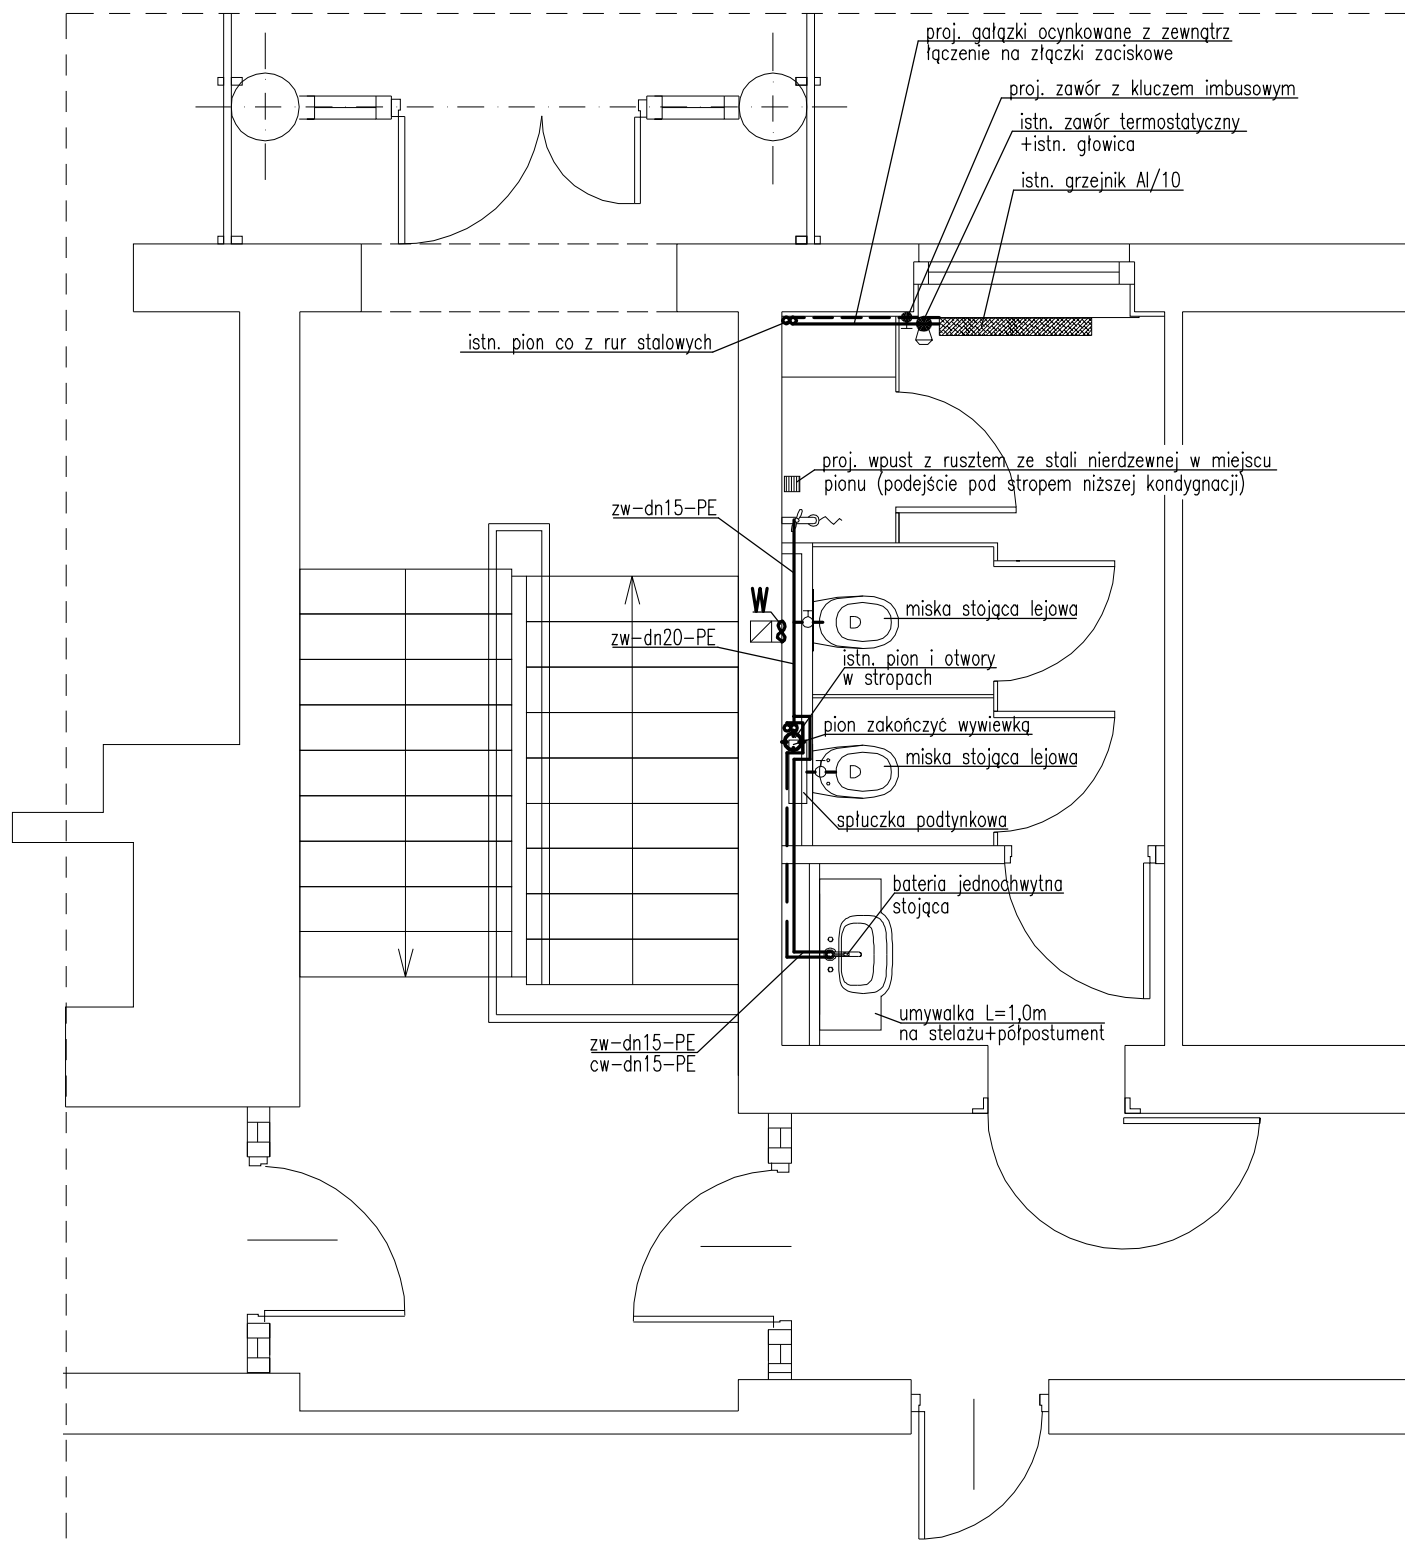 proj. gałązki ocynkowane z zewnątrz
łączenie na złączki zaciskowe
proj. zawór z kluczem imbusowym
istn. zawór termostatyczny
+istn. głowica
istn. grzejnik Al/10
istn. pion co z rur stalowych
proj. wpust z rusztem ze stali nierdzewnej w miejscu
pionu (podejście pod stropem niższej kondygnacji)
zw-dn15-PE
W
miska stojąca lejowa
zw-dn20-PE
istn. pion i otwory
w stropach
pion zakończyć wywiewką
miska stojąca lejowa
spłuczka podtynkowa
bateria jednochwytna
stojąca
umywalka L=1,0m
na stelażu+półpostument
zw-dn15-PE
cw-dn15-PE